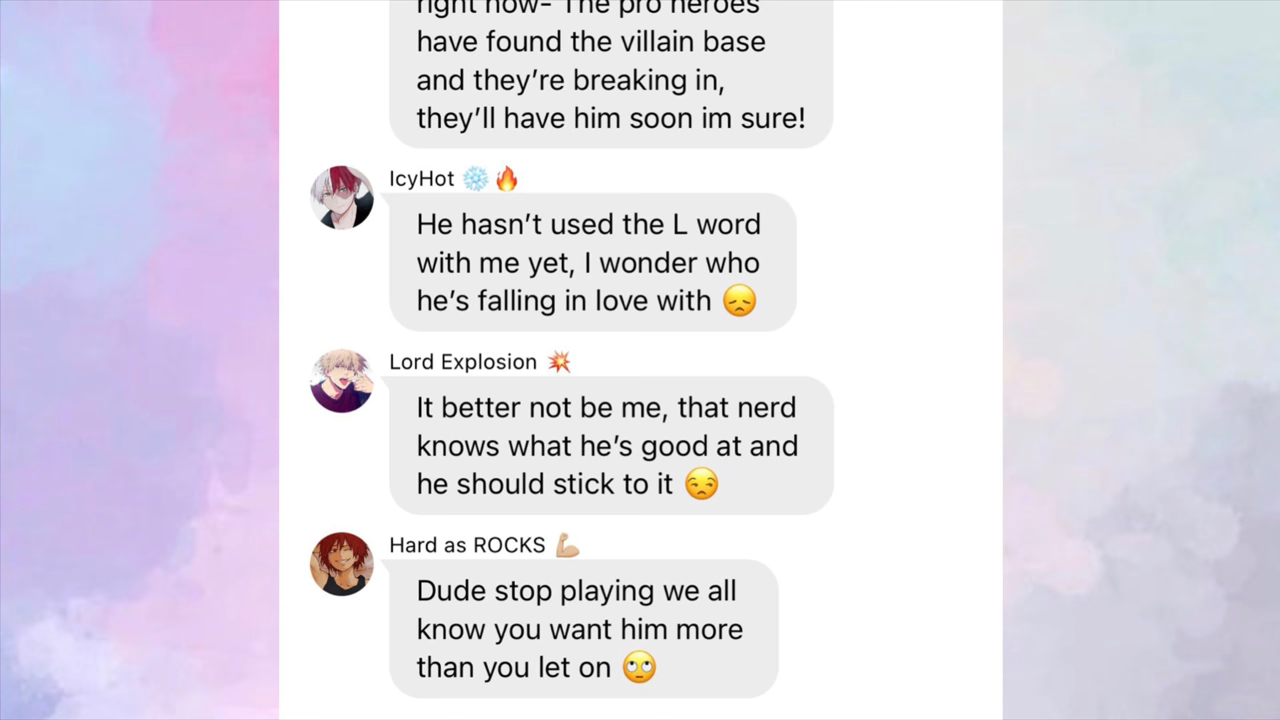 right now- The pro heroes
have found the villain base
and they’re breaking in,
they’ll have him soon im sure!
IcyHot ❄️🔥
He hasn’t used the L word
with me yet, I wonder who
he’s falling in love with 😞
Lord Explosion 💥
It better not be me, that nerd
knows what he’s good at and
he should stick to it 😒
Hard as ROCKS 💪🏼
Dude stop playing we all
know you want him more
than you let on 🙄